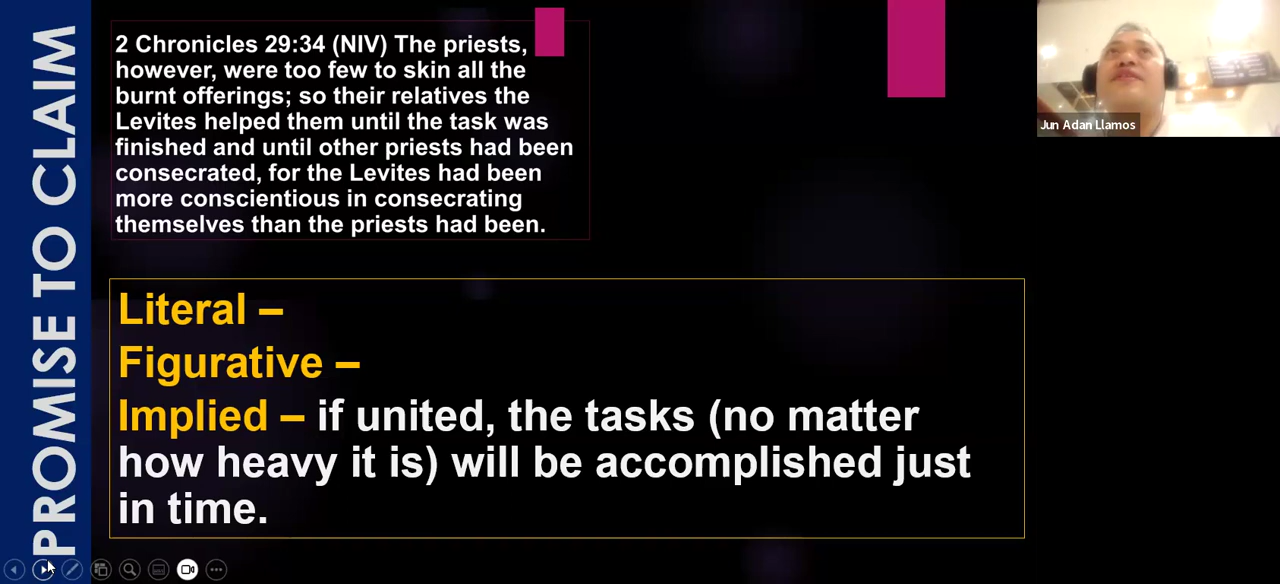 PROMISE TO CLAIM
2 Chronicles 29:34 (NIV) The priests,
however, were too few to skin all the
burnt offerings; so their relatives the
Levites helped them until the task was
finished and until other priests had been
consecrated, for the Levites had been
more conscientious in consecrating
themselves than the priests had been.
Literal –
Figurative –
Implied – if united, the tasks (no matter
how heavy it is) will be accomplished just
in time.
Jun Adan Llamos